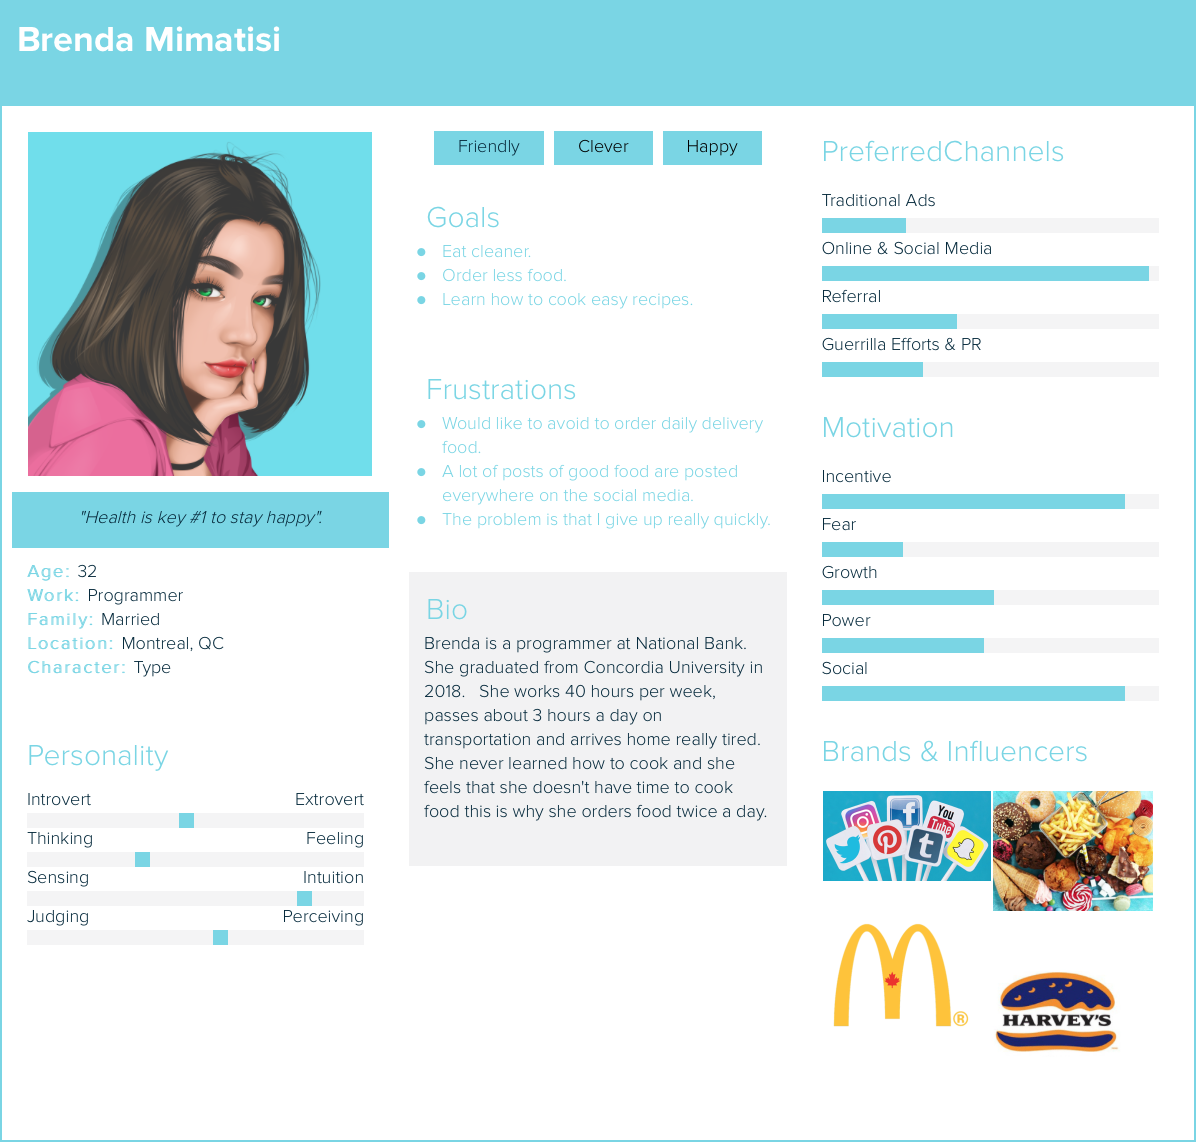 Brenda Mimatisi
"Health is key #1 to stay happy".
Age: 32
Work: Programmer
Family: Married
Location: Montreal, QC
Character: Type
Personality
Introvert Extrovert
Thinking Feeling
Sensing Intuition
Judging Perceiving
Friendly Clever Happy
Goals
Eat cleaner.
Order less food.
Learn how to cook easy recipes.
Frustrations
Would like to avoid to order daily delivery
food.
A lot of posts of good food are posted
everywhere on the social media.
The problem is that I give up really quickly.
Bio
Brenda is a programmer at National Bank.
She graduated from Concordia University in
2018.   She works 40 hours per week,
passes about 3 hours a day on
transportation and arrives home really tired.
She never learned how to cook and she
feels that she doesn't have time to cook
food this is why she orders food twice a day.
PreferredChannels
Traditional Ads
Online & Social Media
Referral
Guerrilla Efforts & PR
Motivation
Incentive
Fear
Growth
Power
Social
Brands & Influencers
You
Tube
®
HARVEY'S